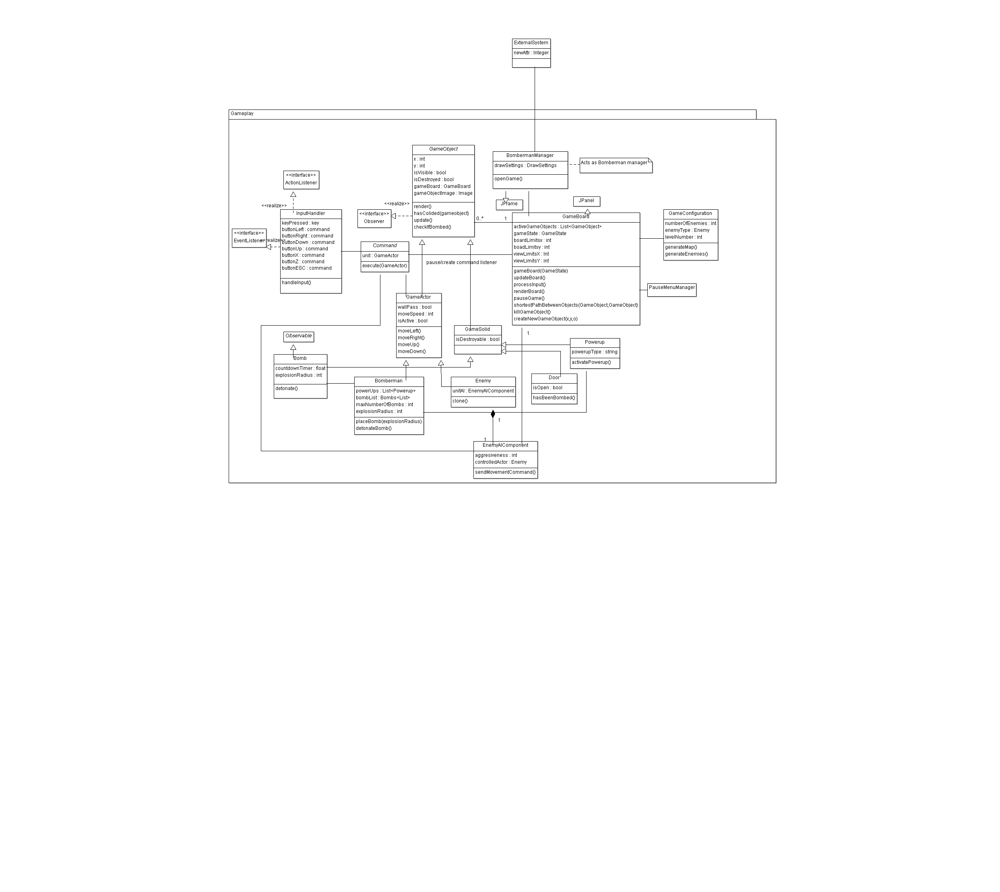 ExternalSystem
newAttr : Integer
Gameplay
GameObject
x : int
y : int
isVisible : bool
isDestroyed : bool
gameBoard : GameBoard
gameObjectImage : Image
render()
hasColided(gameobject)
update()
checkIfBombed()
BombermanManager
drawSettings : DrawSettings
openGame()
Acts as Bomberman manager
<<interface>>
ActionListener
<<realize>>
<<realize>>
<<interface>>
Observer
JFrame
JPanel
InputHandler
keyPressed : key
buttonLeft : command
buttonRight : command
buttonDown : command
buttonUp : command
buttonX : command
buttonZ : command
buttonESC : command
handleInput()
<<interface>>
EventListener
<<realize>>
0..*
1
GameBoard
activeGameObjects : List<GameObject>
gameState : GameState
boardLimitsx : int
boadLimitsy : int
viewLimitsX : Int
viewLimitsY : int
gameBoard(GameState)
updateBoard()
processInput()
renderBoard()
pauseGame()
shortestPathBetweenObjects(GameObject,GameObject)
killGameObject()
createNewGameObject(x,y,o)
GameConfiguration
numberOfEnemies : int
enemyType : Enemy
levelNumber : int
generateMap()
generateEnemies()
Command
unit : GameActor
execute(GameActor)
pause/create command listener
PauseMenuManager
GameActor
wallPass : bool
moveSpeed : int
isActive : bool
moveLeft()
moveRight()
moveUp()
moveDown()
GameSolid
isDestroyable : bool
1
Observable
Powerup
powerupType : string
activatePowerup()
Bomb
countdownTimer : float
explosionRadius : int
detonate()
Bomberman
powerUps : List<Powerup>
bombList : Bombs<List>
maxNumberOfBombs : int
explosionRadius : int
placeBomb(explosionRadius)
detonateBomb()
Enemy
unitAI : EnemyAIComponent
clone()
Door
isOpen : bool
hasBeenBombed()
1
1
EnemyAIComponent
aggresiveness : int
controlledActor : Enemy
sendMovementCommand()